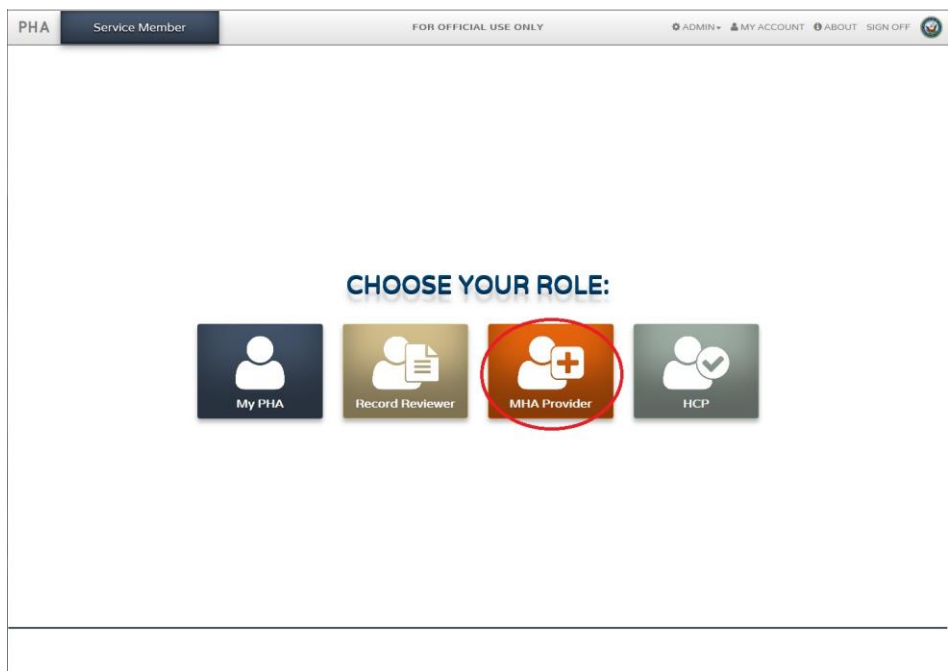 PHA Service Member FOR OFFICIAL USE ONLY ADMIN MY ACCOUNT ABOUT SIGN OFF
CHOOSE YOUR ROLE:
My PHA Record Reviewer MHA Provider HCP